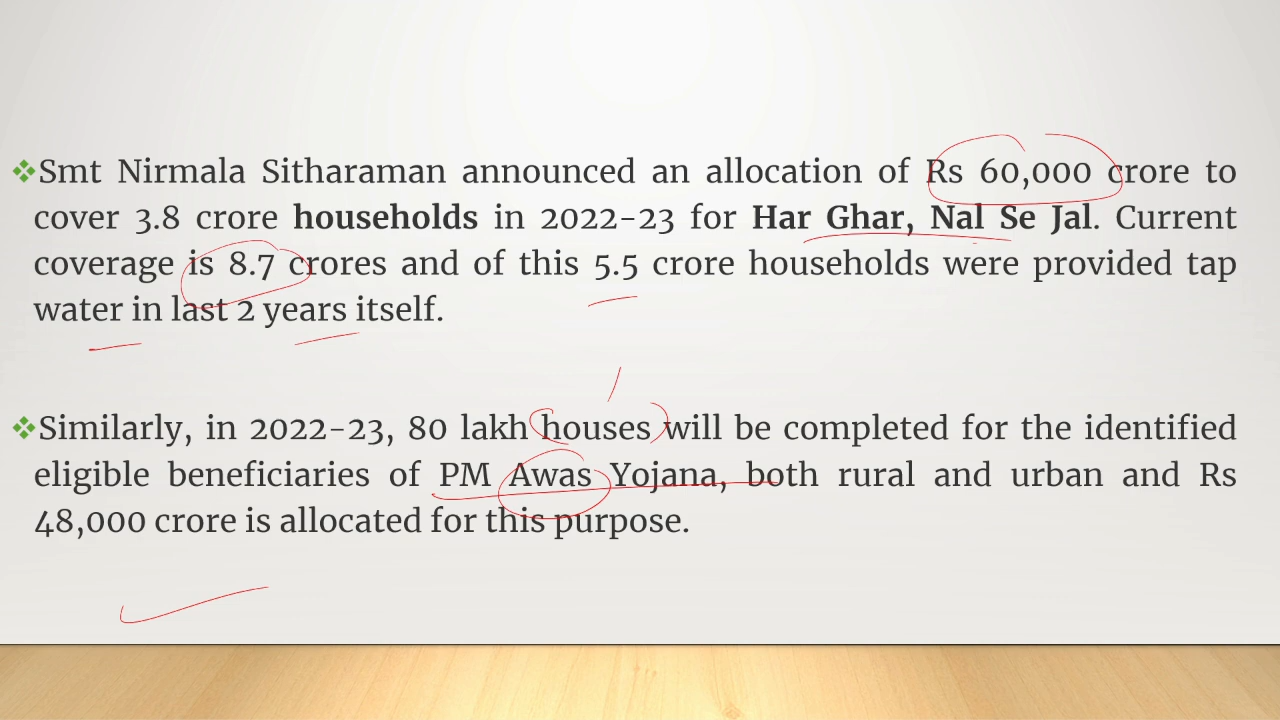 ❖Smt Nirmala Sitharaman announced an allocation of Rs 60,000 crore to
cover 3.8 crore households in 2022-23 for Har Ghar, Nal Se Jal. Current
coverage is 8.7 crores and of this 5.5 crore households were provided tap
water in last 2 years itself.
❖Similarly, in 2022-23, 80 lakh houses will be completed for the identified
eligible beneficiaries of PM Awas Yojana, both rural and urban and Rs
48,000 crore is allocated for this purpose.